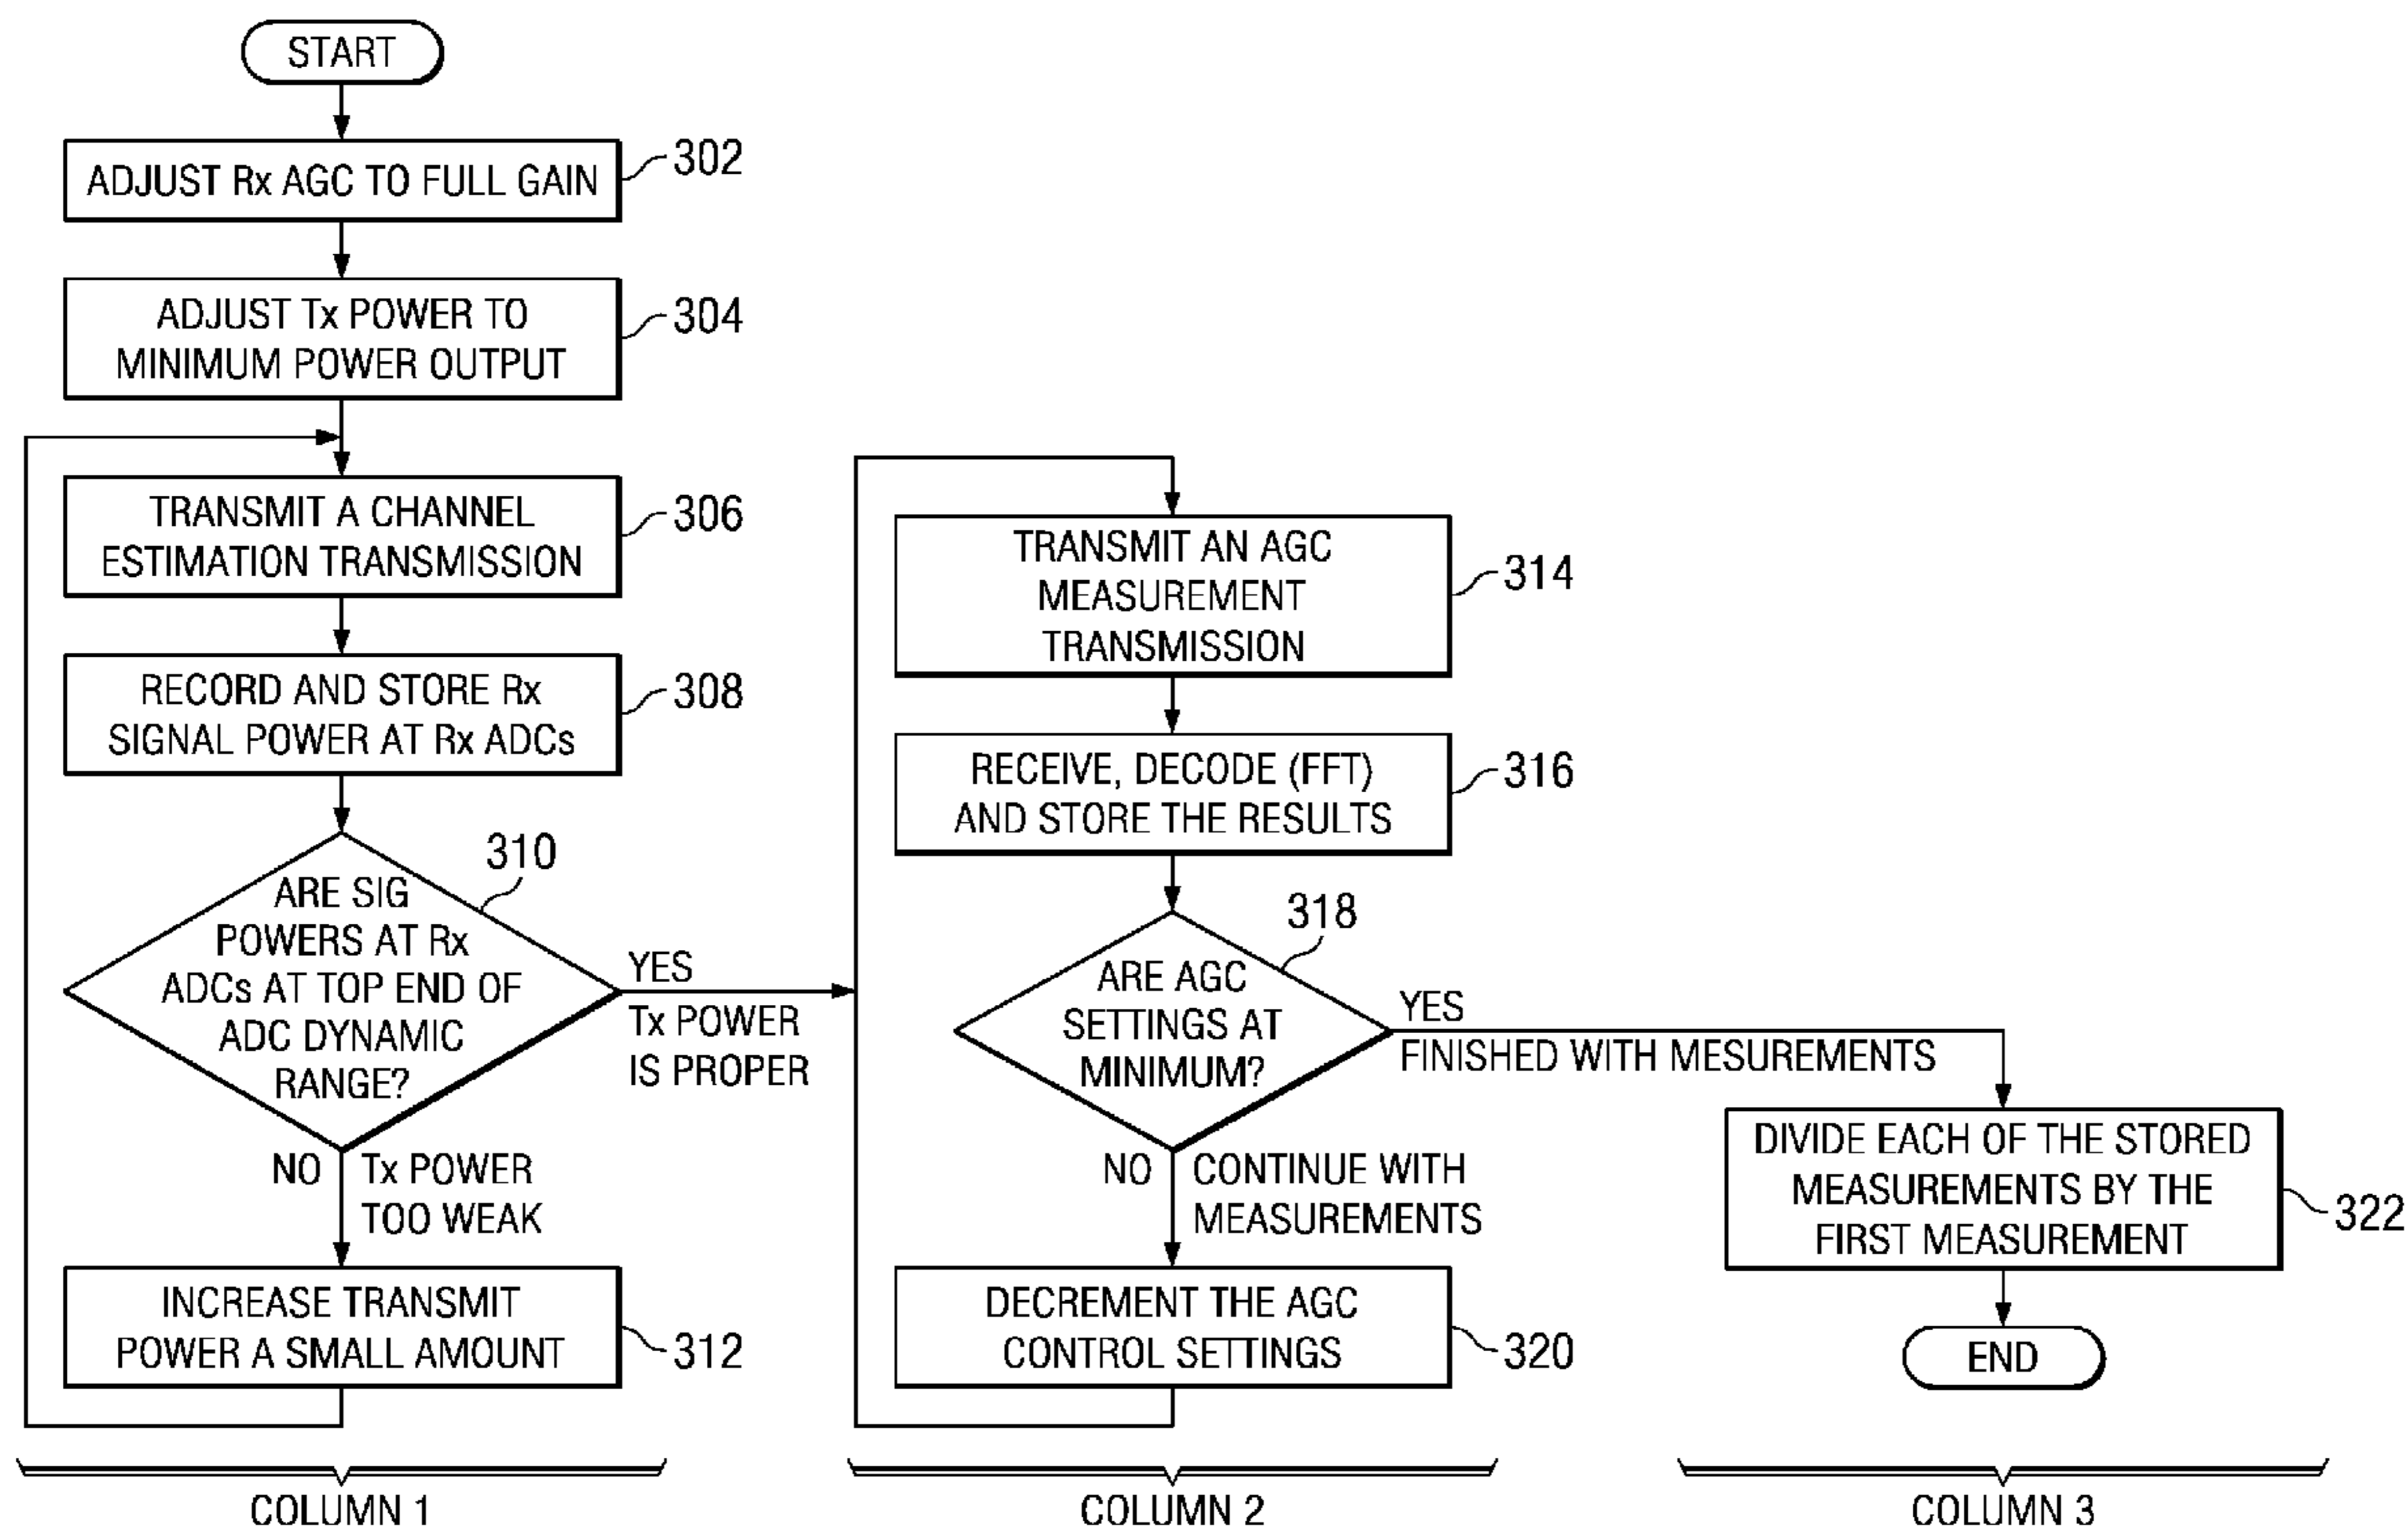 START
ADJUST Rx AGC TO FULL GAIN
302
ADJUST Tx POWER TO
MINIMUM POWER OUTPUT
304
TRANSMIT A CHANNEL
ESTIMATION TRANSMISSION
306
RECORD AND STORE Rx
SIGNAL POWER AT Rx ADCs
308
310
ARE SIG
POWERS AT Rx
ADCs AT TOP END OF
ADC DYNAMIC
RANGE?
YES
Tx POWER
IS PROPER
NO
Tx POWER
TOO WEAK
INCREASE TRANSMIT
POWER A SMALL AMOUNT
312
COLUMN 1
TRANSMIT AN AGC
MEASUREMENT
TRANSMISSION
314
RECEIVE, DECODE (FFT)
AND STORE THE RESULTS
316
318
ARE AGC
SETTINGS AT
MINIMUM?
YES
FINISHED WITH MESUREMENTS
NO
CONTINUE WITH
MEASUREMENTS
DECREMENT THE AGC
CONTROL SETTINGS
320
COLUMN 2
DIVIDE EACH OF THE STORED
MEASUREMENTS BY THE
FIRST MEASUREMENT
322
END
COLUMN 3